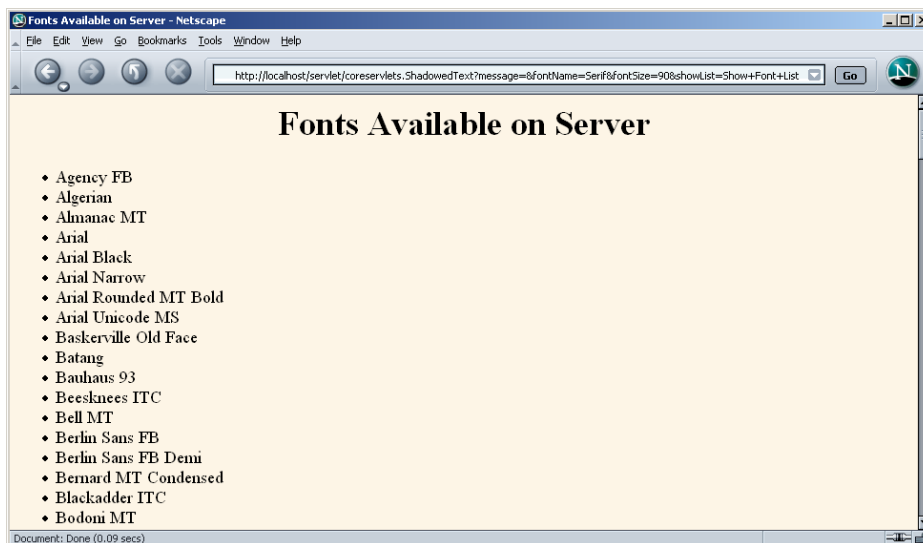 Fonts Available on Server - Netscape
File Edit View Go Bookmarks Tools Window Help
http://localhost/servlet/coreservlets.ShadowedText?message=&fontName=Serif&fontSize=90&showList=Show+Font+List Go N
Fonts Available on Server
Agency FB
Algerian
Almanac MT
Arial
Arial Black
Arial Narrow
Arial Rounded MT Bold
Arial Unicode MS
Baskerville Old Face
Batang
Bauhaus 93
Beesknees ITC
Bell MT
Berlin Sans FB
Berlin Sans FB Demi
Bernard MT Condensed
Blackadder ITC
Bodoni MT
Document: Done (0.09 secs)